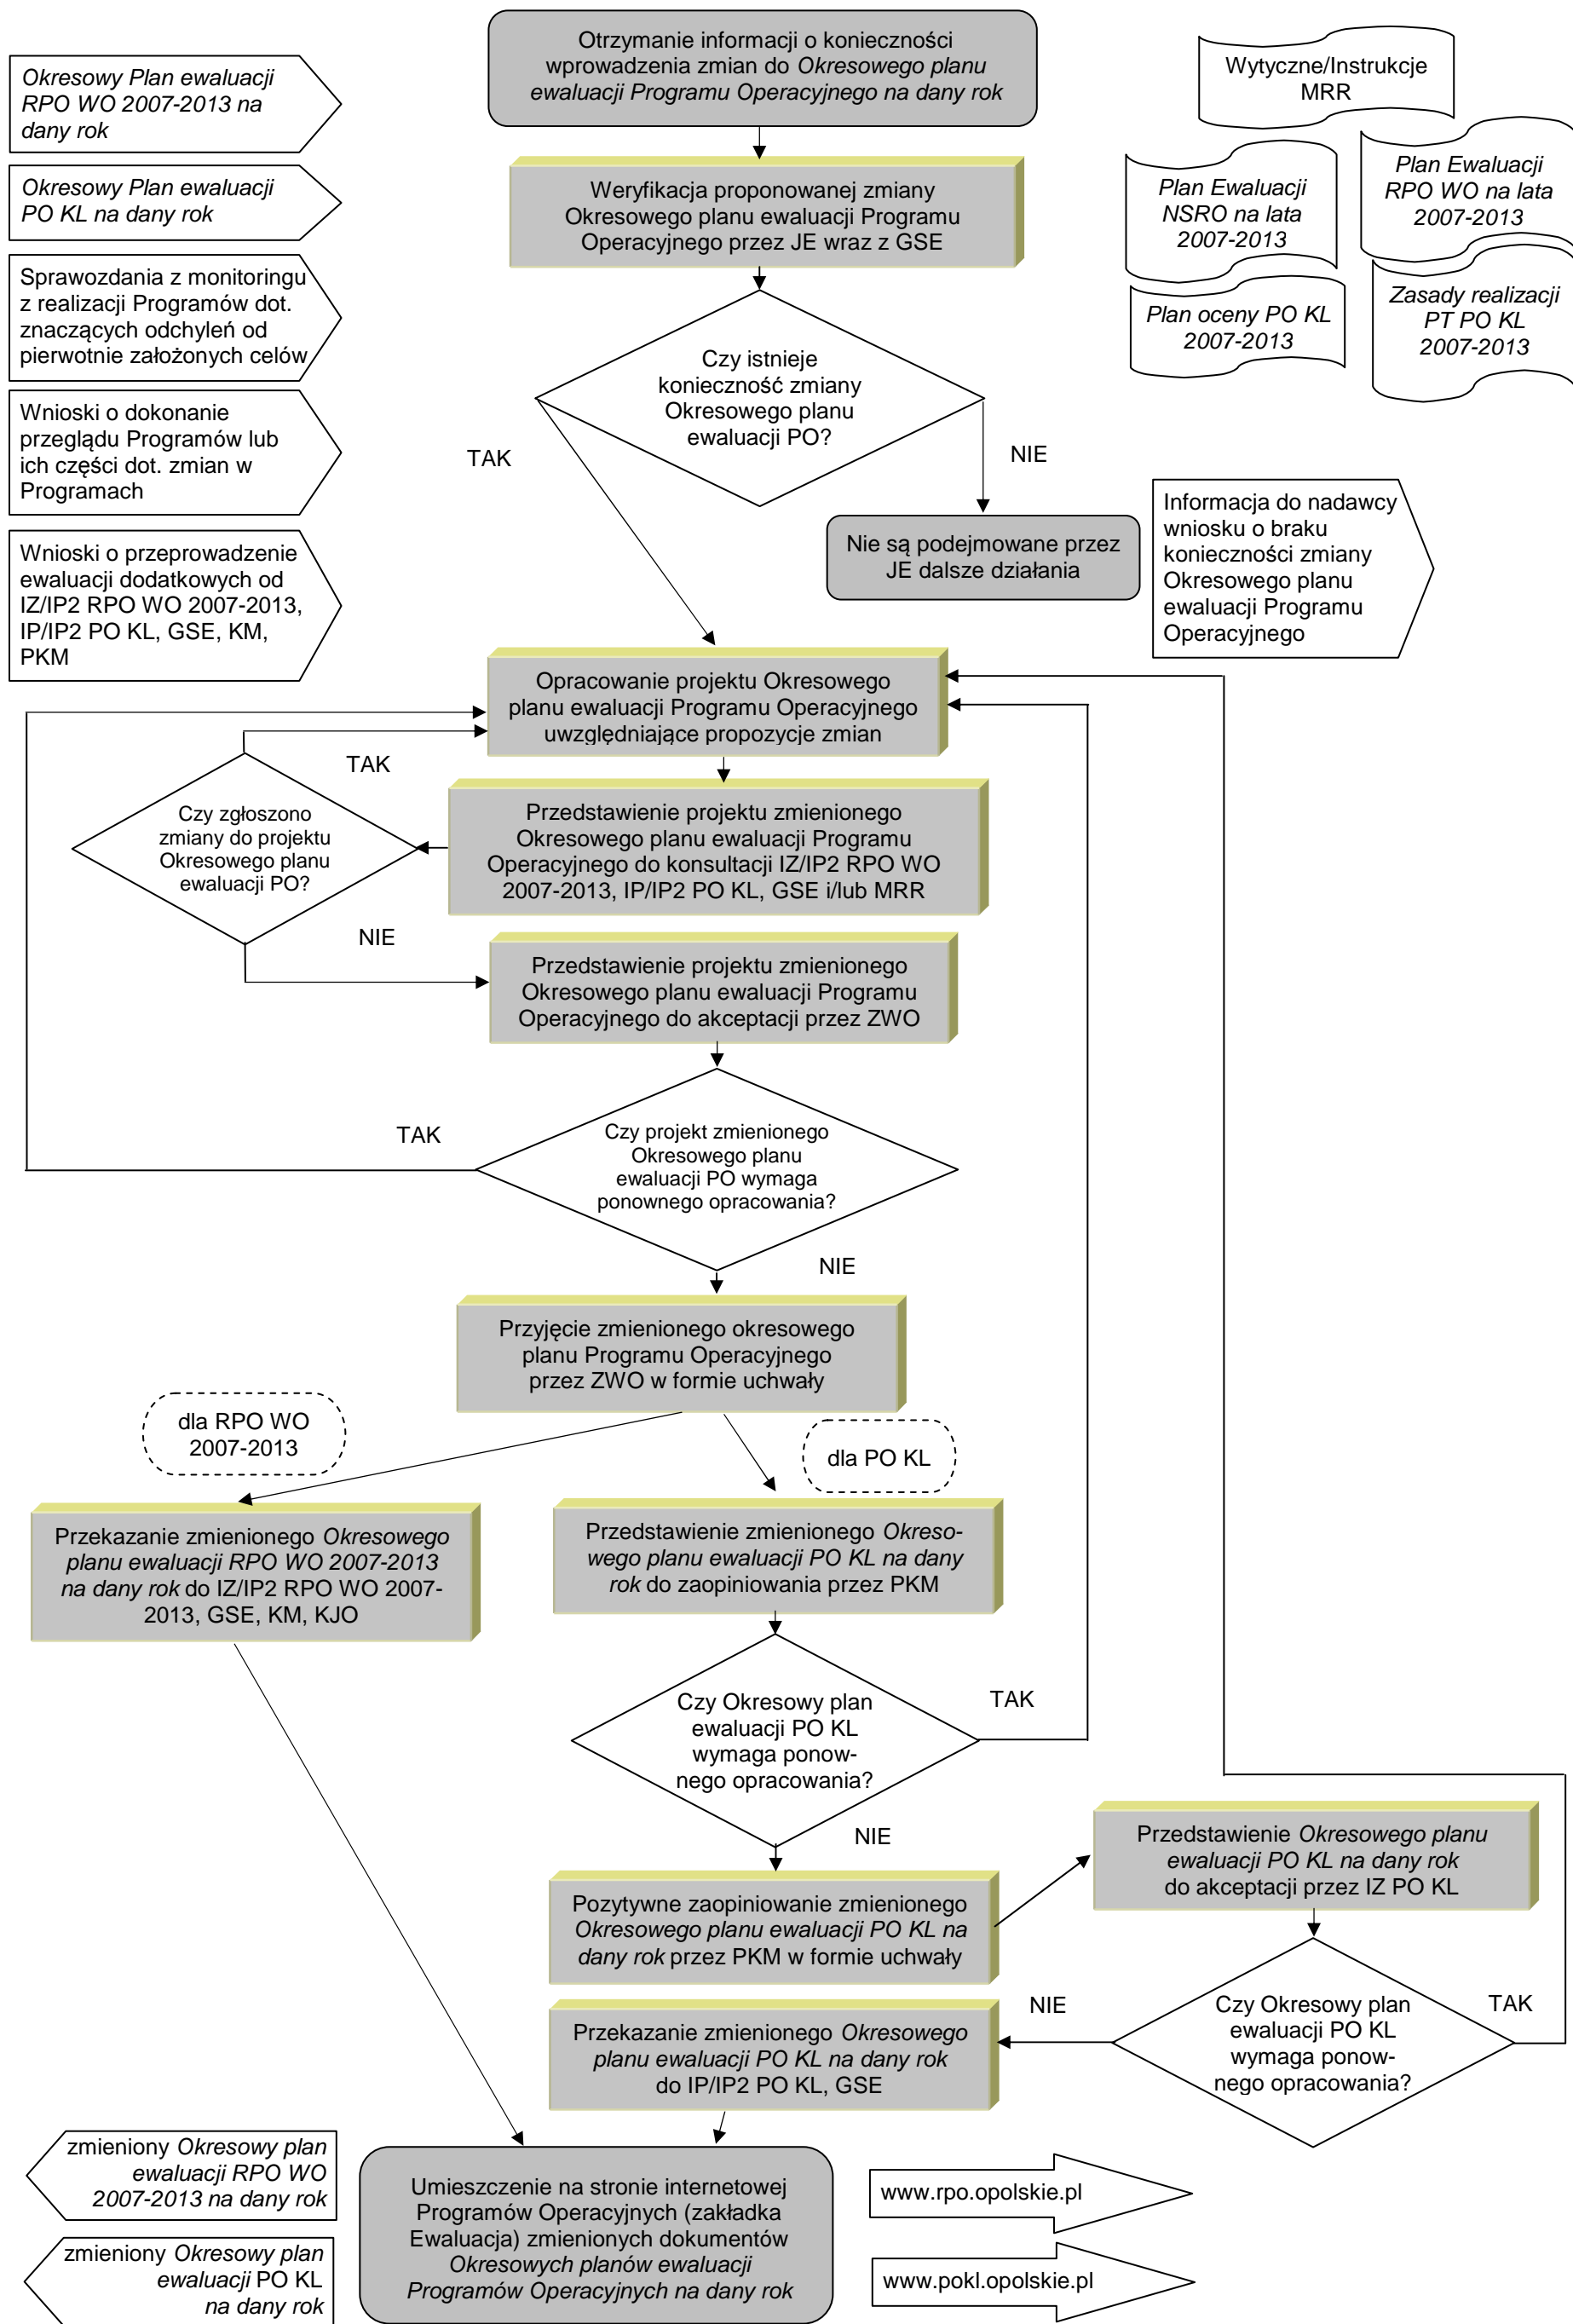 Otrzymanie informacji o konieczności
wprowadzenia zmian do Okresowego planu
ewaluacji Programu Operacyjnego na dany rok
Okresowy Plan ewaluacji
RPO WO 2007-2013 na
dany rok
Okresowy Plan ewaluacji
PO KL na dany rok
Sprawozdania z monitoringu
z realizacji Programów dot.
znaczących odchyleń od
pierwotnie założonych celów
Wnioski o dokonanie
przeglądu Programów lub
ich części dot. zmian w
Programach
Wnioski o przeprowadzenie
ewaluacji dodatkowych od
IZ/IP2 RPO WO 2007-2013,
IP/IP2 PO KL, GSE, KM,
PKM
Wytyczne/Instrukcje
MRR
Plan Ewaluacji
NSRO na lata
2007-2013
Plan Ewaluacji
RPO WO na lata
2007-2013
Plan oceny PO KL
2007-2013
Zasady realizacji
PT PO KL
2007-2013
Weryfikacja proponowanej zmiany
Okresowego planu ewaluacji Programu
Operacyjnego przez JE wraz z GSE
Czy istnieje
konieczność zmiany
Okresowego planu
ewaluacji PO?
TAK
NIE
Nie są podejmowane przez
JE dalsze działania
Informacja do nadawcy
wniosku o braku
konieczności zmiany
Okresowego planu
ewaluacji Programu
Operacyjnego
Opracowanie projektu Okresowego
planu ewaluacji Programu Operacyjnego
uwzględniające propozycje zmian
TAK
Czy zgłoszono
zmiany do projektu
Okresowego planu
ewaluacji PO?
Przedstawienie projektu zmienionego
Okresowego planu ewaluacji Programu
Operacyjnego do konsultacji IZ/IP2 RPO WO
2007-2013, IP/IP2 PO KL, GSE i/lub MRR
NIE
Przedstawienie projektu zmienionego
Okresowego planu ewaluacji Programu
Operacyjnego do akceptacji przez ZWO
TAK
Czy projekt zmienionego
Okresowego planu
ewaluacji PO wymaga
ponownego opracowania?
NIE
Przyjęcie zmienionego okresowego
planu Programu Operacyjnego
przez ZWO w formie uchwały
dla RPO WO
2007-2013
dla PO KL
Przekazanie zmienionego Okresowego
planu ewaluacji RPO WO 2007-2013
na dany rok do IZ/IP2 RPO WO 2007-
2013, GSE, KM, KJO
Przedstawienie zmienionego Okreso-
wego planu ewaluacji PO KL na dany
rok do zaopiniowania przez PKM
Czy Okresowy plan
ewaluacji PO KL
wymaga ponow-
nego opracowania?
TAK
NIE
Pozytywne zaopiniowanie zmienionego
Okresowego planu ewaluacji PO KL na
dany rok przez PKM w formie uchwały
Przedstawienie Okresowego planu
ewaluacji PO KL na dany rok
do akceptacji przez IZ PO KL
NIE
Czy Okresowy plan
ewaluacji PO KL
wymaga ponow-
nego opracowania?
TAK
Przekazanie zmienionego Okresowego
planu ewaluacji PO KL na dany rok
do IP/IP2 PO KL, GSE
zmieniony Okresowy plan
ewaluacji RPO WO
2007-2013 na dany rok
zmieniony Okresowy plan
ewaluacji PO KL
na dany rok
Umieszczenie na stronie internetowej
Programów Operacyjnych (zakładka
Ewaluacja) zmienionych dokumentów
Okresowych planów ewaluacji
Programów Operacyjnych na dany rok
www.rpo.opolskie.pl
www.pokl.opolskie.pl